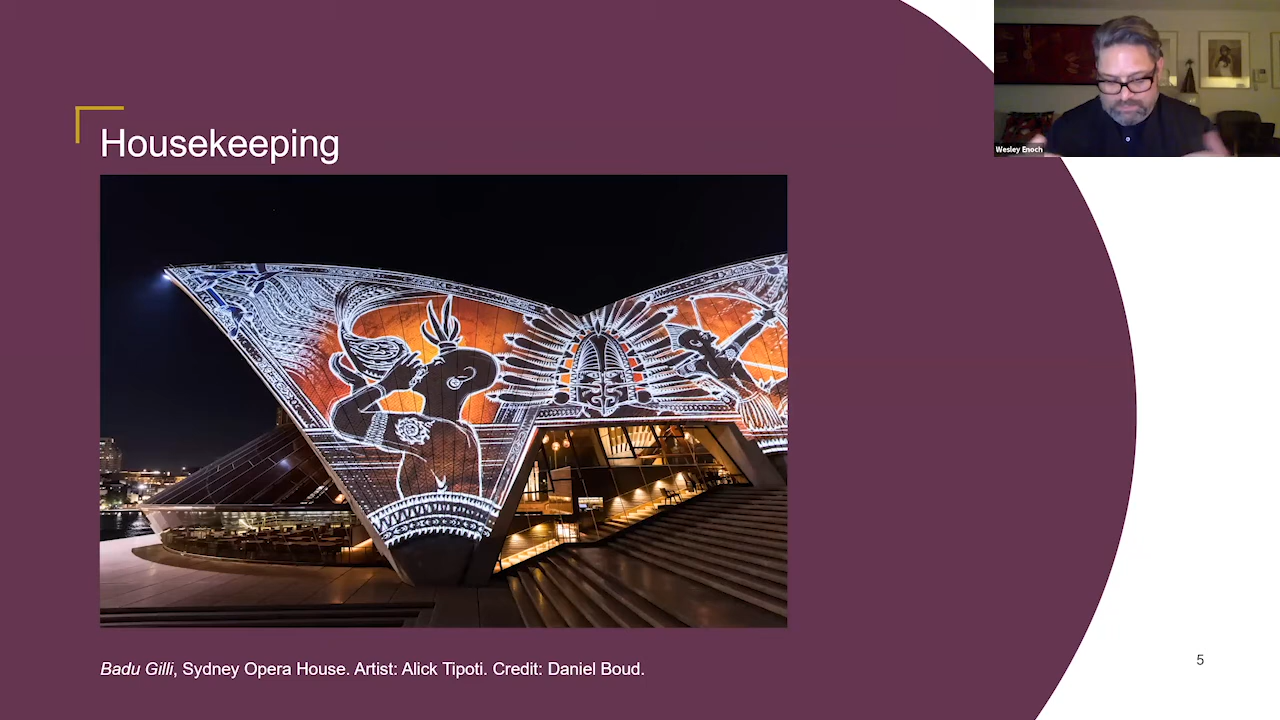 Wesley Enoch
Housekeeping
Badu Gilli, Sydney Opera House. Artist: Alick Tipoti. Credit: Daniel Boud.
5